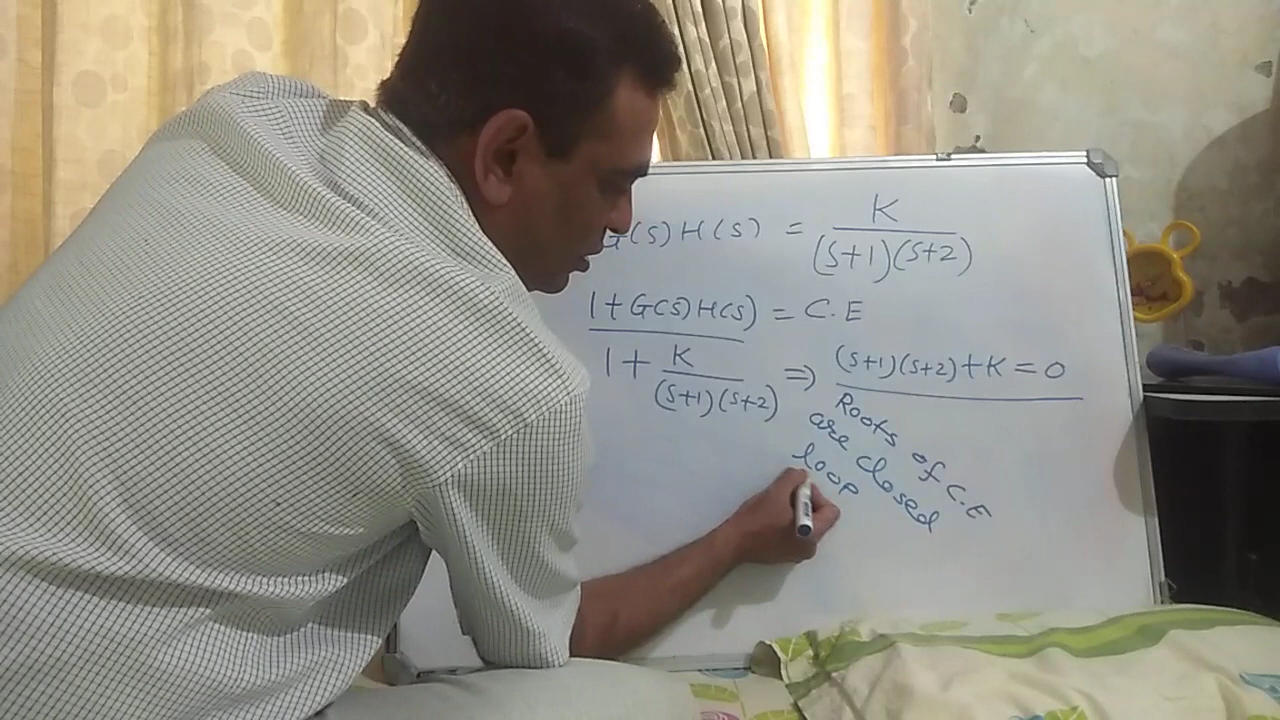 G(S)H(S) = K / (S+1)(S+2)
1+G(S)H(S) = C.E
1 + K / (S+1)(S+2) ⇒ (S+1)(S+2)+K=0
Roots of C.E
are closed
loop